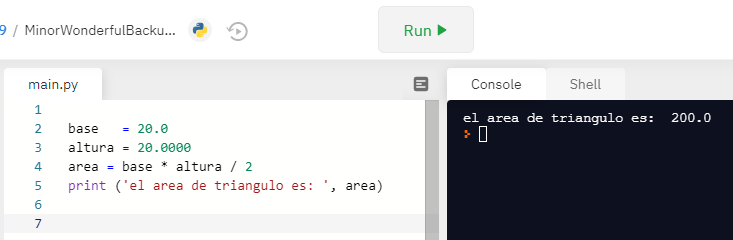 9 / MinorWonderfulBacku...
Run
main.py
Console
Shell
1
2 base   = 20.0
3 altura = 20.0000
4 area = base * altura / 2
5 print ('el area de triangulo es: ', area)
6
7
el area de triangulo es:  200.0